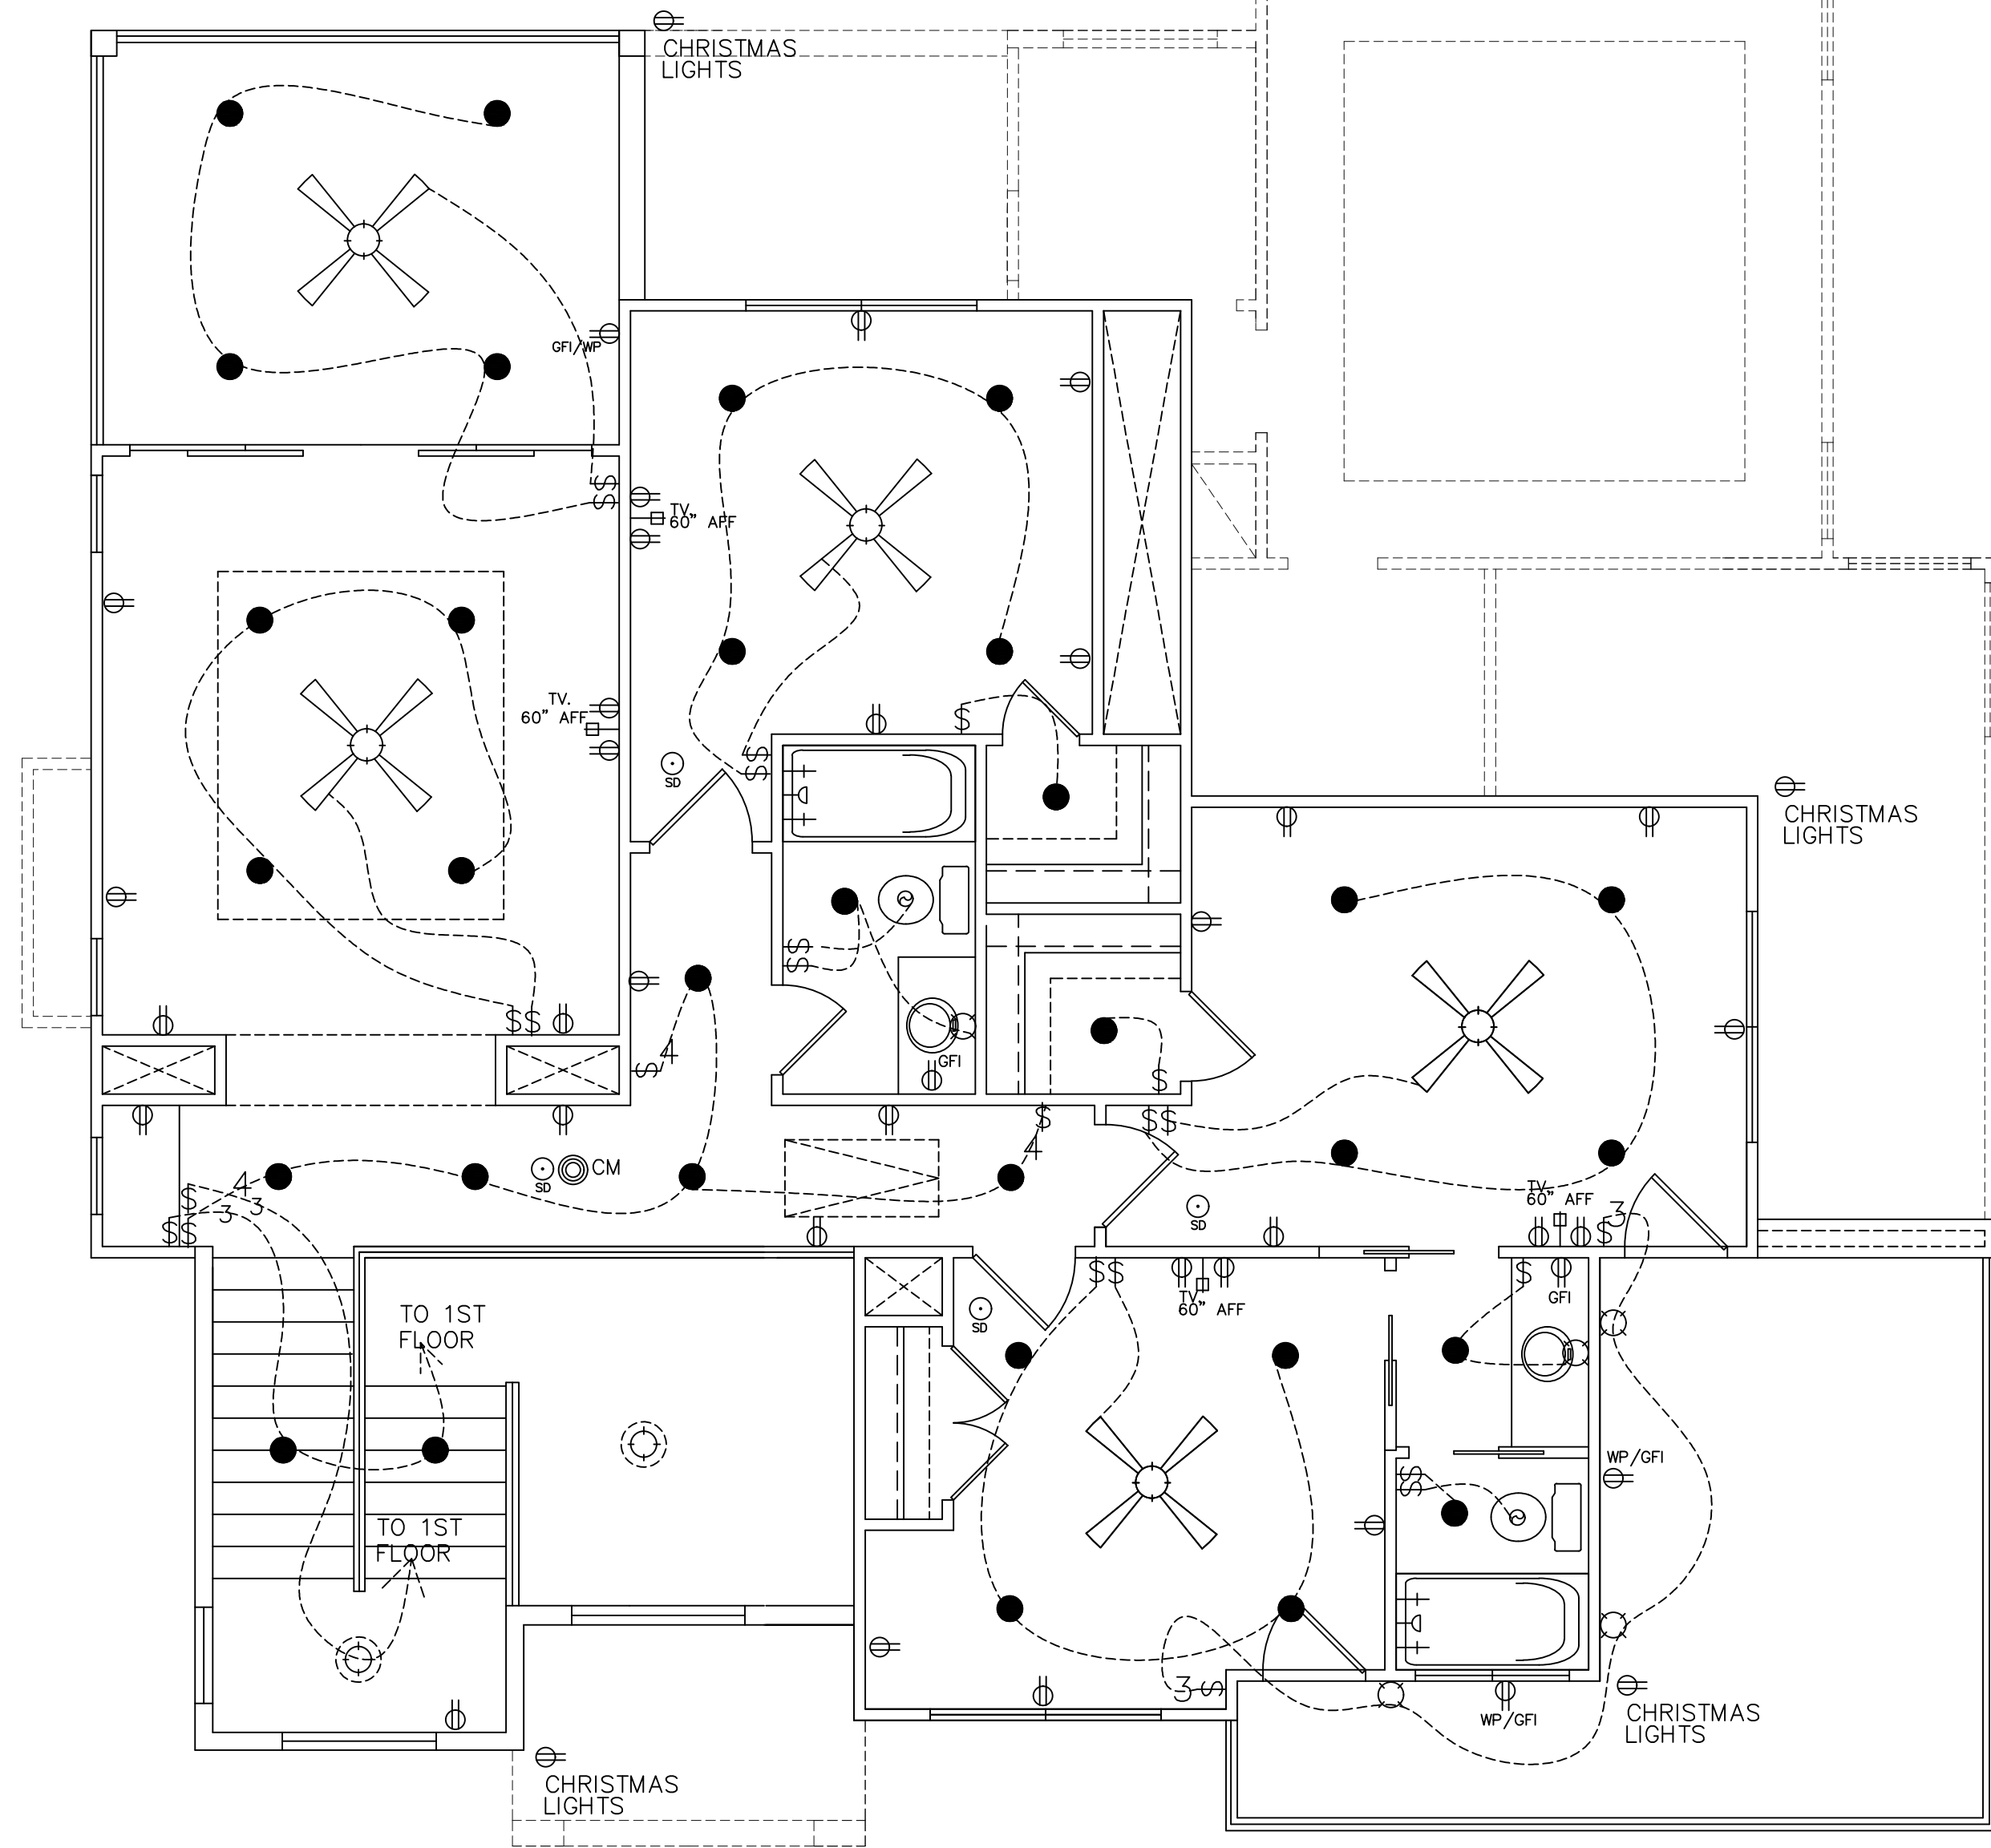 CHRISTMAS
LIGHTS
GFI/WP
TV.
60" AFF
TV.
60" AFF
SD
CHRISTMAS
LIGHTS
$ $
$ $
$
$ $
$
$
$ $
$ 4
GFI
$
$ $
$
4
SD
CM
$ 4
3
3
$ $
SD
TV.
60" AFF
$ 3
TO 1ST
FLOOR
$ $
SD
TV.
60" AFF
$
GFI
WP/GFI
$
$
TO 1ST
FLOOR
3 $
WP/GFI
CHRISTMAS
LIGHTS
CHRISTMAS
LIGHTS